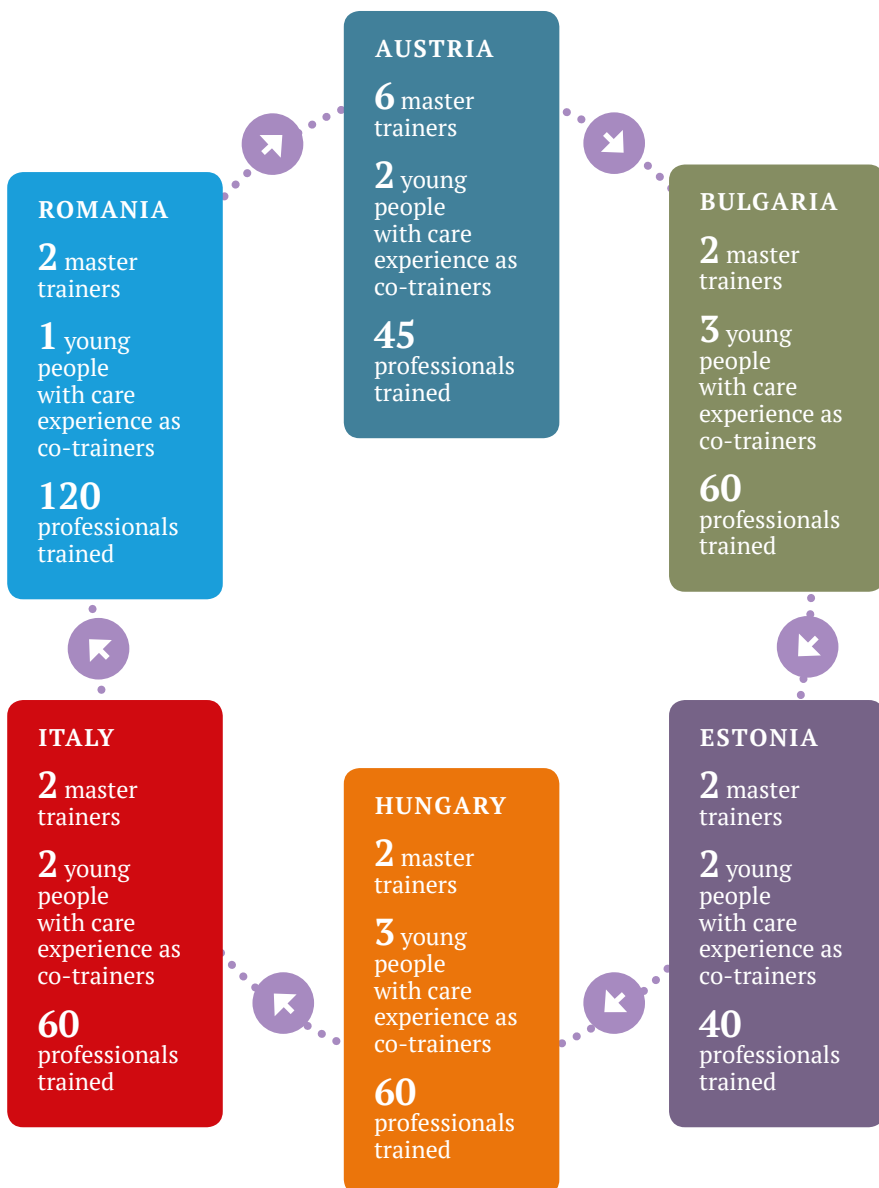 AUSTRIA
6 master
trainers
2 young
people
with care
experience as
co-trainers
45
professionals
trained
BULGARIA
2 master
trainers
3 young
people
with care
experience as
co-trainers
60
professionals
trained
ESTONIA
2 master
trainers
2 young
people
with care
experience as
co-trainers
40
professionals
trained
HUNGARY
2 master
trainers
3 young
people
with care
experience as
co-trainers
60
professionals
trained
ITALY
2 master
trainers
2 young
people
with care
experience as
co-trainers
60
professionals
trained
ROMANIA
2 master
trainers
1 young
people
with care
experience as
co-trainers
120
professionals
trained